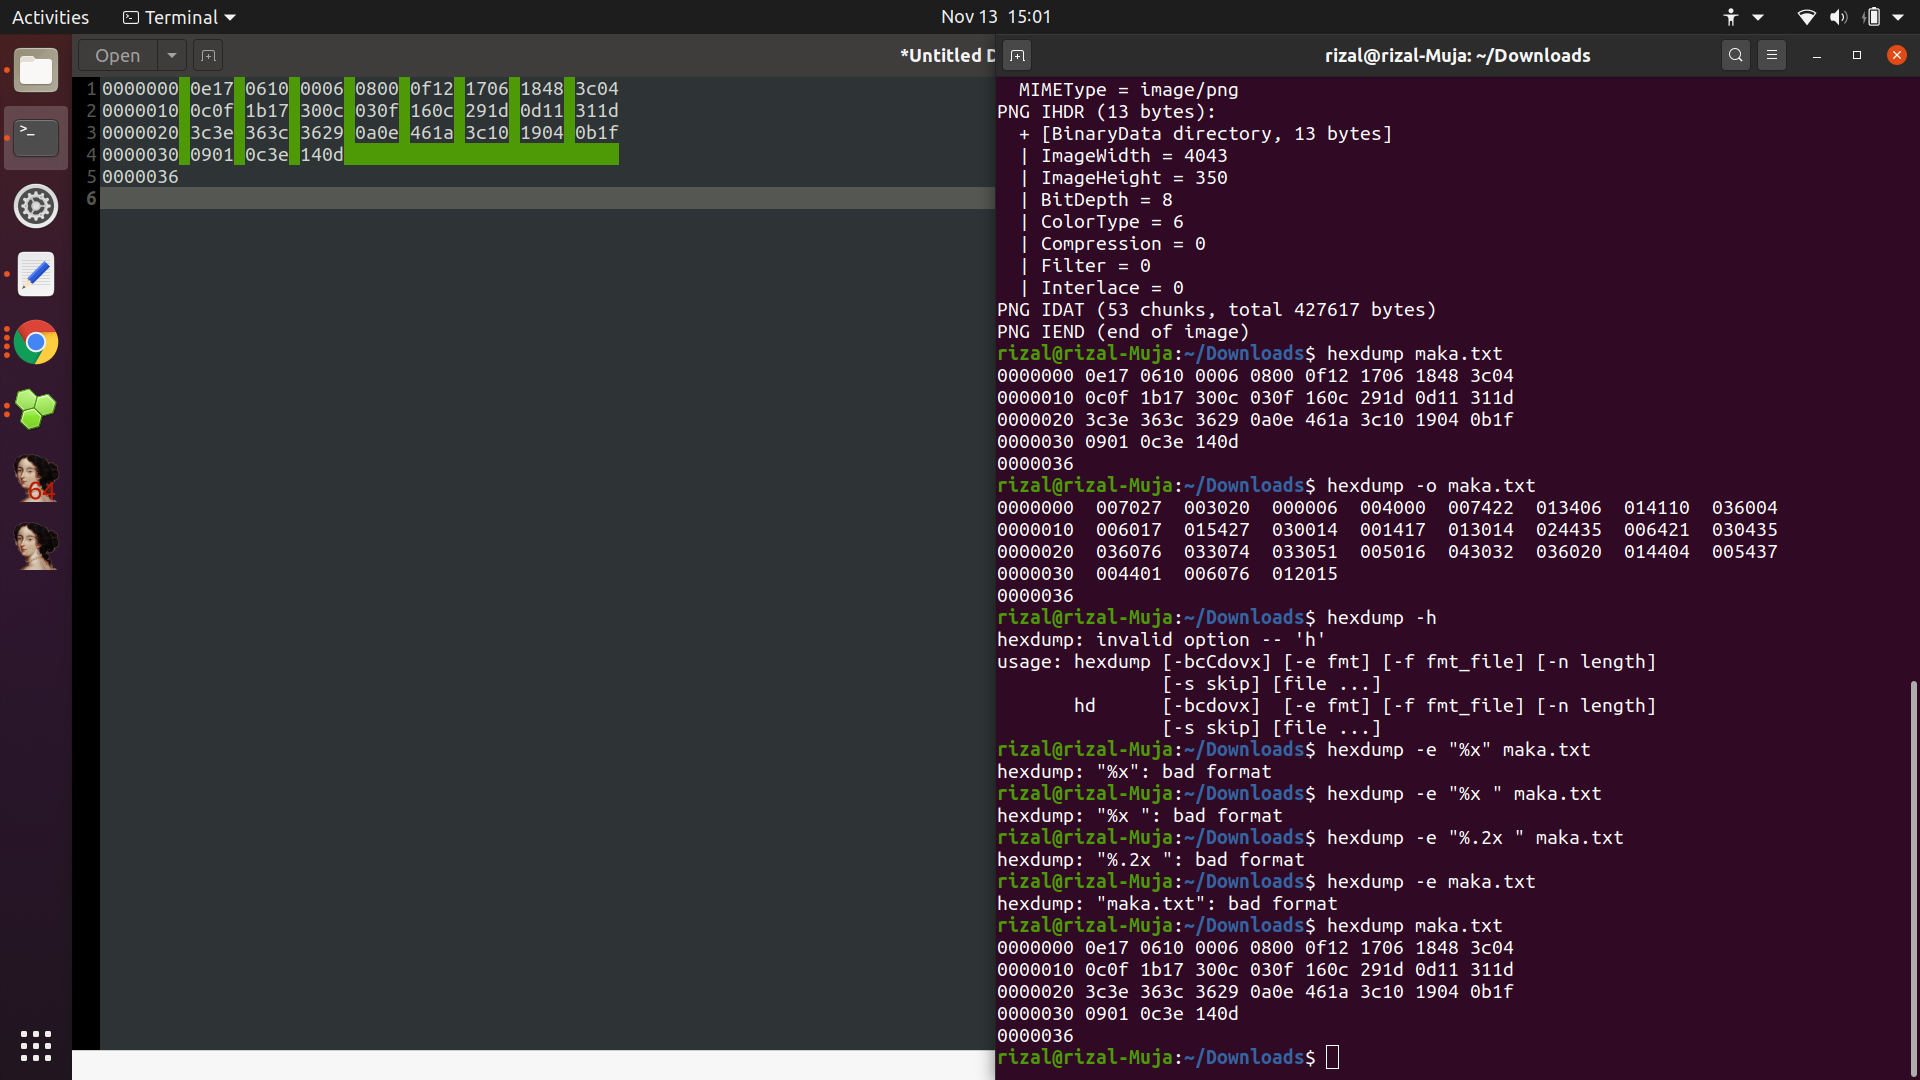 Activities Terminal Nov 13 15:01
Open *Untitled D
1 0000000 0e17 0610 0006 0800 0f12 1706 1848 3c04
2 0000010 0c0f 1b17 300c 030f 160c 291d 0d11 311d
3 0000020 3c3e 363c 3629 0a0e 461a 3c10 1904 0b1f
4 0000030 0901 0c3e 140d
5 0000036
6
64
rizal@rizal-Muja: ~/Downloads
MIMEType = image/png
PNG IHDR (13 bytes):
+ [BinaryData directory, 13 bytes]
| ImageWidth = 4043
| ImageHeight = 350
| BitDepth = 8
| ColorType = 6
| Compression = 0
| Filter = 0
| Interlace = 0
PNG IDAT (53 chunks, total 427617 bytes)
PNG IEND (end of image)
rizal@rizal-Muja:~/Downloads$ hexdump maka.txt
0000000 0e17 0610 0006 0800 0f12 1706 1848 3c04
0000010 0c0f 1b17 300c 030f 160c 291d 0d11 311d
0000020 3c3e 363c 3629 0a0e 461a 3c10 1904 0b1f
0000030 0901 0c3e 140d
0000036
rizal@rizal-Muja:~/Downloads$ hexdump -o maka.txt
0000000 007027 003020 000006 004000 007422 013406 014110 036004
0000010 006017 015427 030014 001417 013014 024435 006421 030435
0000020 036076 033074 033051 005016 043032 036020 014404 005437
0000030 004401 006076 012015
0000036
rizal@rizal-Muja:~/Downloads$ hexdump -h
hexdump: invalid option -- 'h'
usage: hexdump [-bcCdovx] [-e fmt] [-f fmt_file] [-n length]
[-s skip] [file ...]
hd [-bcdovx] [-e fmt] [-f fmt_file] [-n length]
[-s skip] [file ...]
rizal@rizal-Muja:~/Downloads$ hexdump -e "%x" maka.txt
hexdump: "%x": bad format
rizal@rizal-Muja:~/Downloads$ hexdump -e "%x " maka.txt
hexdump: "%x ": bad format
rizal@rizal-Muja:~/Downloads$ hexdump -e "%.2x " maka.txt
hexdump: "%.2x ": bad format
rizal@rizal-Muja:~/Downloads$ hexdump -e maka.txt
hexdump: "maka.txt": bad format
rizal@rizal-Muja:~/Downloads$ hexdump maka.txt
0000000 0e17 0610 0006 0800 0f12 1706 1848 3c04
0000010 0c0f 1b17 300c 030f 160c 291d 0d11 311d
0000020 3c3e 363c 3629 0a0e 461a 3c10 1904 0b1f
0000030 0901 0c3e 140d
0000036
rizal@rizal-Muja:~/Downloads$